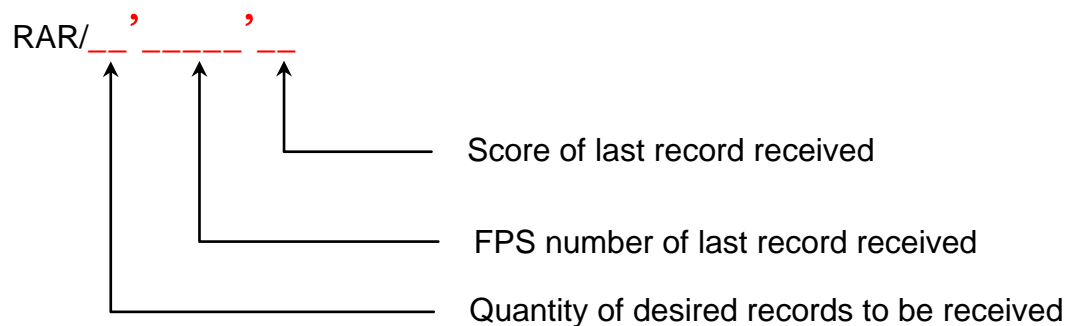 RAR/__,_____,__
Score of last record received
FPS number of last record received
Quantity of desired records to be received